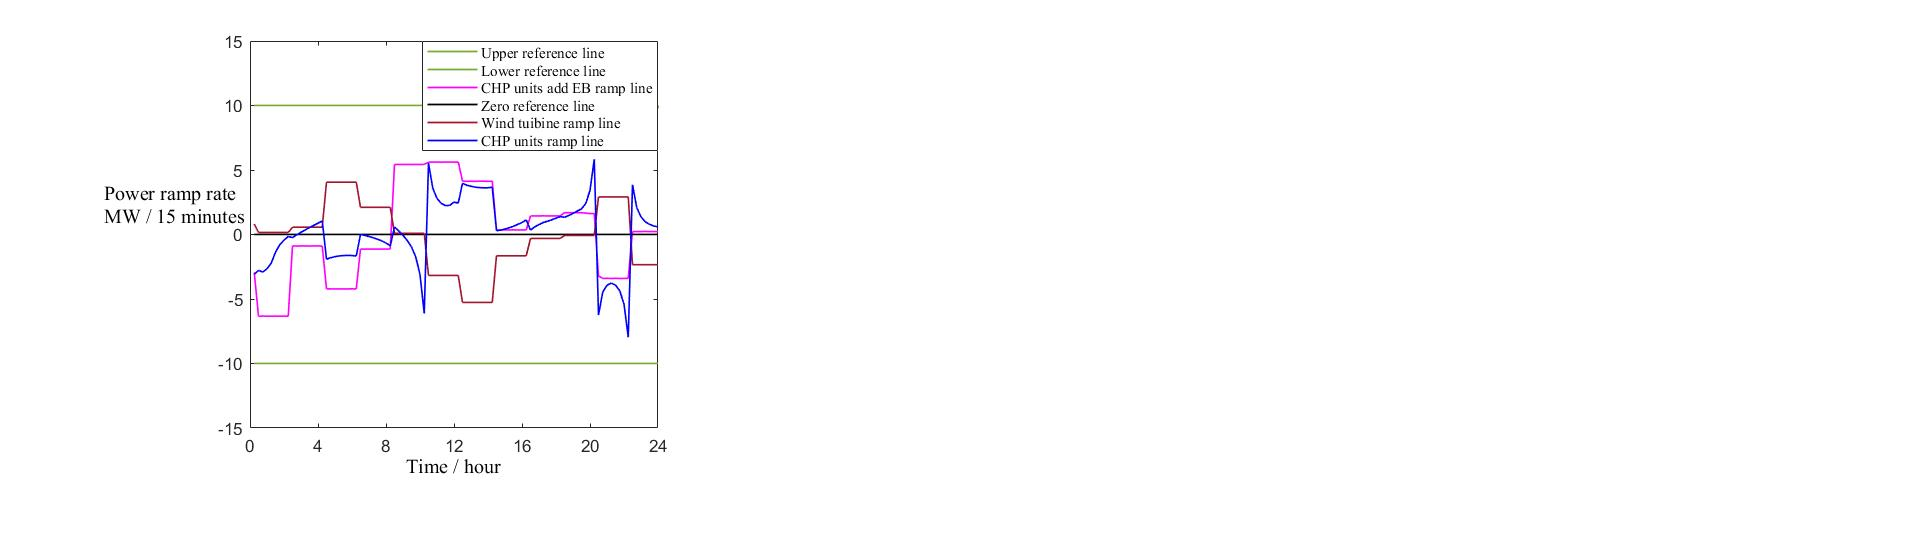 15
Upper reference line
Lower reference line
CHP units add EB ramp line
Zero reference line
Wind tuibine ramp line
CHP units ramp line
10
5
Power ramp rate
MW / 15 minutes
0
-5
-10
-15
0 4 8 12 16 20 24
Time / hour